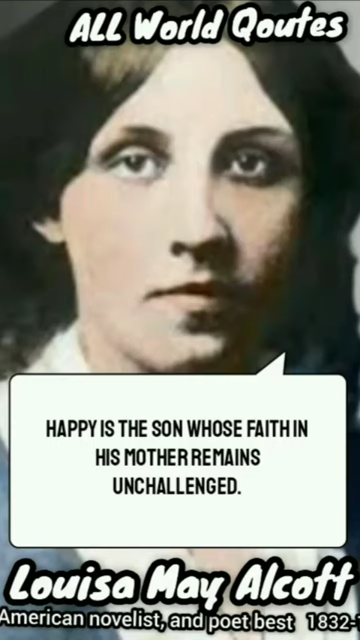 ALL World Qoutes
HAPPY IS THE SON WHOSE FAITH IN
HIS MOTHER REMAINS
UNCHALLENGED.
Louisa May Alcott
American novelist, and poet best 1832-